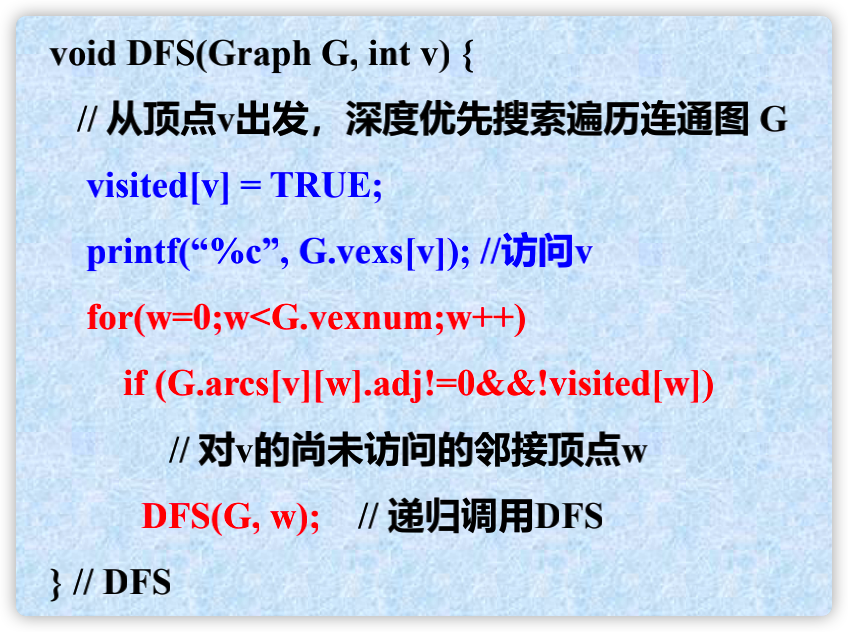 void DFS(Graph G, int v) {
// 从顶点v出发，深度优先搜索遍历连通图 G
visited[v] = TRUE;
printf(“%c”, G.vexs[v]); //访问v
for(w=0;w<G.vexnum;w++)
if (G.arcs[v][w].adj!=0&&!visited[w])
// 对v的尚未访问的邻接顶点w
DFS(G, w); // 递归调用DFS
} // DFS